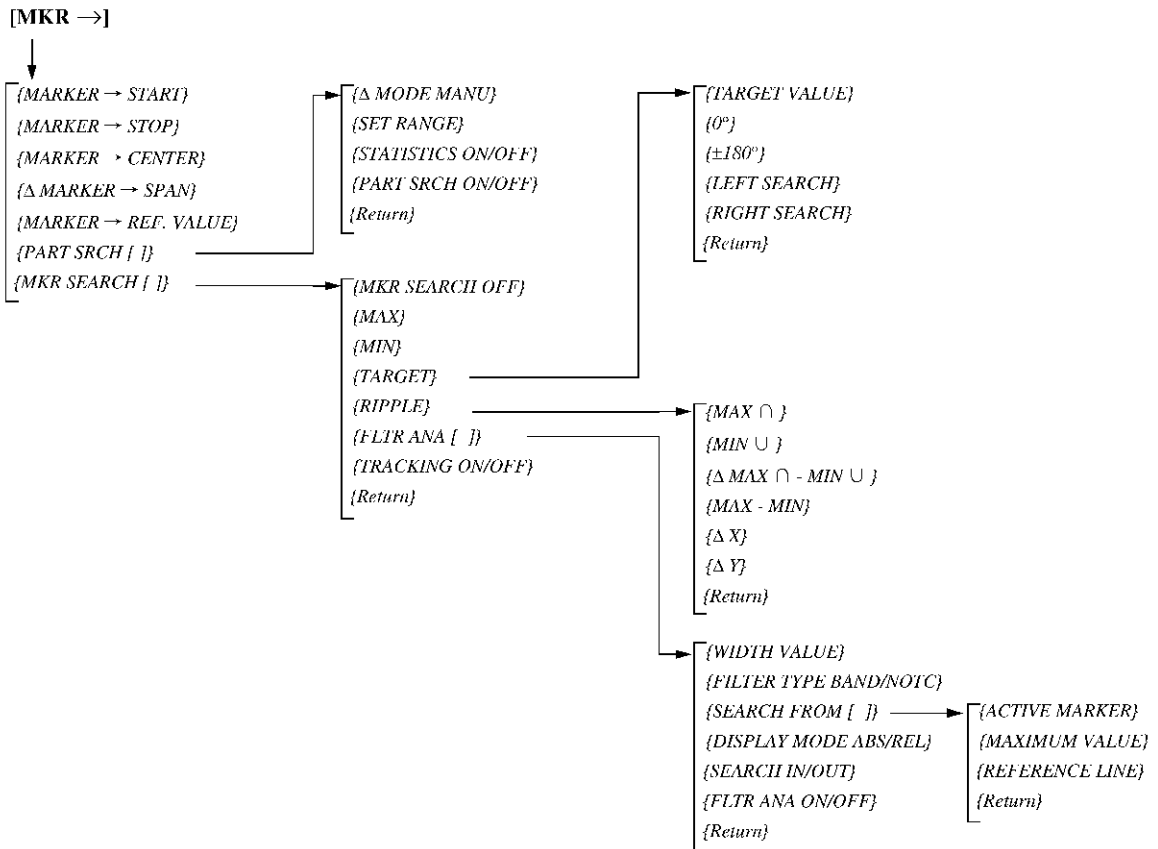 [MKR →]
{MARKER → START}
{MARKER → STOP}
{MARKER → CENTER}
{Δ MARKER → SPAN}
{MARKER → REF. VALUE}
{PART SRCH [ ]}
{MKR SEARCH [ ]}
{Δ MODE MANU}
{SET RANGE}
{STATISTICS ON/OFF}
{PART SRCH ON/OFF}
{Return}
{MKR SEARCH OFF}
{MAX}
{MIN}
{TARGET}
{RIPPLE}
{FLTR ANA [ ]}
{TRACKING ON/OFF}
{Return}
{TARGET VALUE}
{0°}
{±180°}
{LEFT SEARCH}
{RIGHT SEARCH}
{Return}
{MAX ∩ }
{MIN ∪ }
{Δ MAX ∩ - MIN ∪ }
{MAX - MIN}
{Δ X}
{Δ Y}
{Return}
{WIDTH VALUE}
{FILTER TYPE BAND/NOTC}
{SEARCH FROM [ ]}
{DISPLAY MODE ABS/REL}
{SEARCH IN/OUT}
{FLTR ANA ON/OFF}
{Return}
{ACTIVE MARKER}
{MAXIMUM VALUE}
{REFERENCE LINE}
{Return}